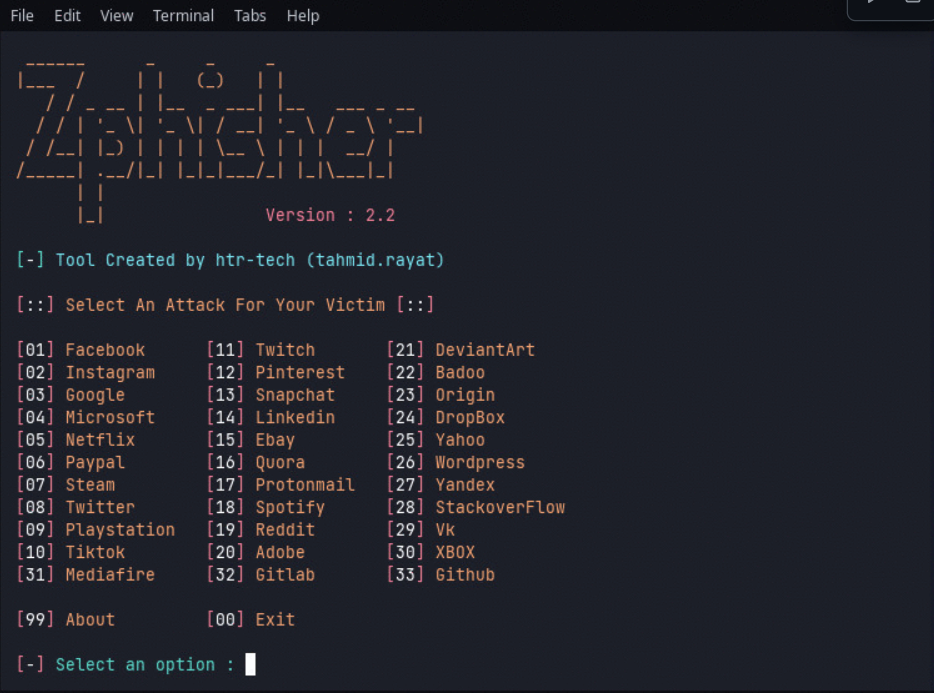 File Edit View Terminal Tabs Help
Zphisher
Version : 2.2
[-] Tool Created by htr-tech (tahmid.rayat)
[::] Select An Attack For Your Victim [::]
[01] Facebook [11] Twitch [21] DeviantArt
[02] Instagram [12] Pinterest [22] Badoo
[03] Google [13] Snapchat [23] Origin
[04] Microsoft [14] Linkedin [24] DropBox
[05] Netflix [15] Ebay [25] Yahoo
[06] Paypal [16] Quora [26] Wordpress
[07] Steam [17] Protonmail [27] Yandex
[08] Twitter [18] Spotify [28] StackoverFlow
[09] Playstation [19] Reddit [29] Vk
[10] Tiktok [20] Adobe [30] XBOX
[31] Mediafire [32] Gitlab [33] Github
[99] About [00] Exit
[-] Select an option :